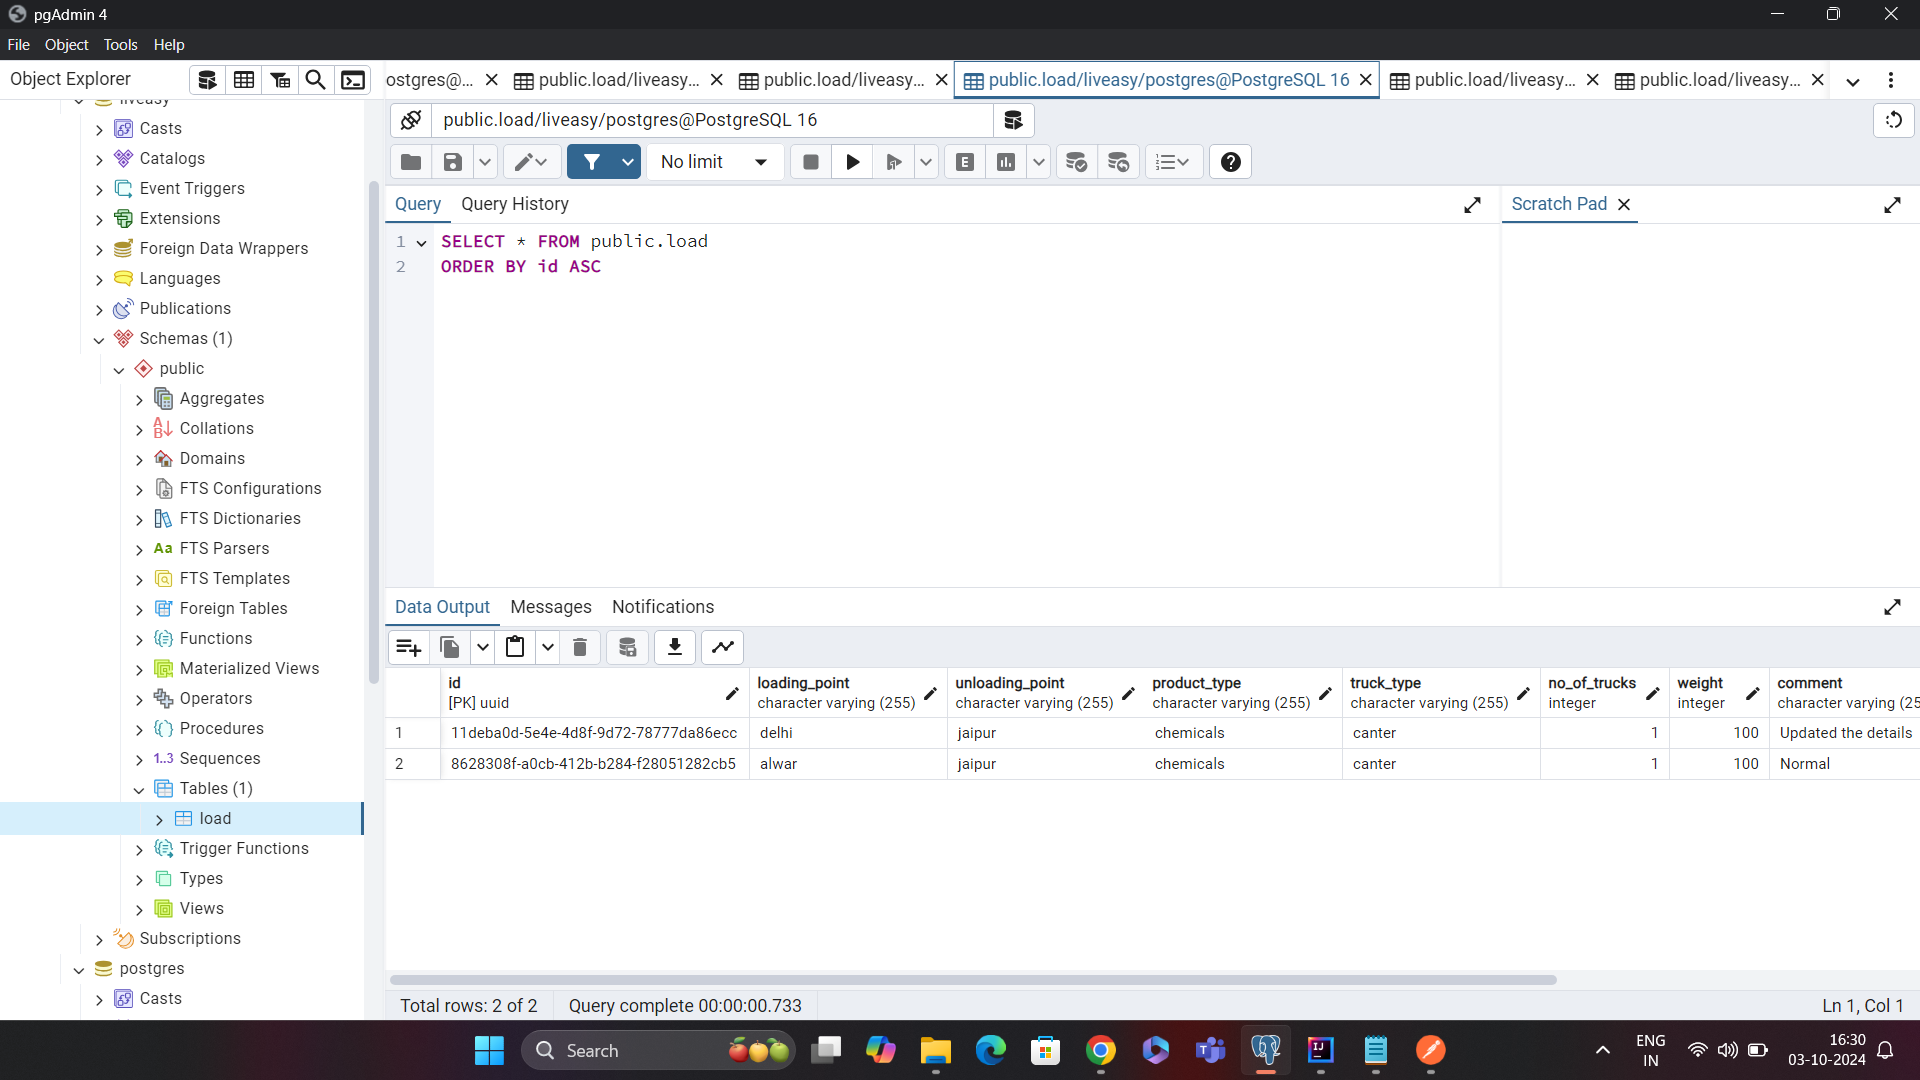 pgAdmin 4
File Object Tools Help
Object Explorer
ostgres@... public.load/liveasy... public.load/liveasy... public.load/liveasy/postgres@PostgreSQL 16 public.load/liveasy... public.load/liveasy...
public.load/liveasy/postgres@PostgreSQL 16
No limit
E
Query Query History
Scratch Pad
1 SELECT * FROM public.load
2 ORDER BY id ASC
liveasy
Casts
Catalogs
Event Triggers
Extensions
Foreign Data Wrappers
Languages
Publications
Schemas (1)
public
Aggregates
Collations
Domains
FTS Configurations
FTS Dictionaries
Aa FTS Parsers
FTS Templates
Foreign Tables
Functions
Materialized Views
Operators
Procedures
1..3 Sequences
Tables (1)
load
Trigger Functions
Types
Views
Subscriptions
postgres
Casts
Data Output Messages Notifications
id loading_point unloading_point product_type truck_type no_of_trucks weight comment
[PK] uuid character varying (255) character varying (255) character varying (255) character varying (255) integer integer character varying (25
1 11deba0d-5e4e-4d8f-9d72-78777da86ecc delhi jaipur chemicals canter 1 100 Updated the details
2 8628308f-a0cb-412b-b284-f28051282cb5 alwar jaipur chemicals canter 1 100 Normal
Total rows: 2 of 2 Query complete 00:00:00.733 Ln 1, Col 1
Search
ENG
IN
16:30
03-10-2024